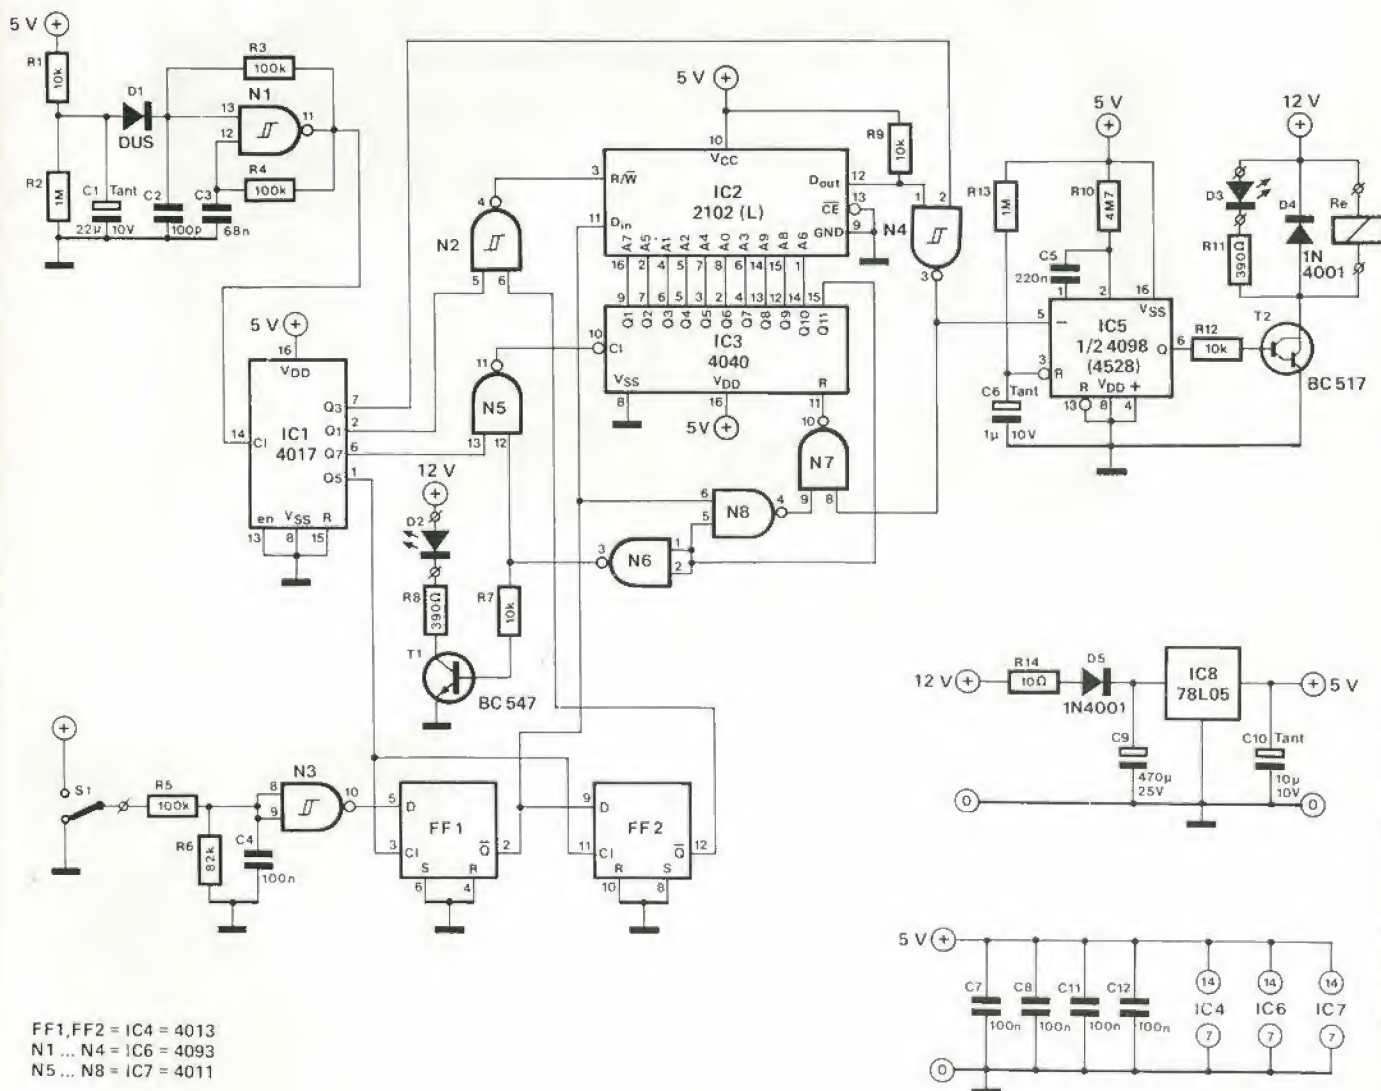 5 V
R1
10k
R2
1M
C1 Tant
22µ 10V
D1
DUS
C2
100p
C3
68n
R3
100k
N1
13
12
11
R4
100k
5 V
16
VDD
14
Cl
IC1
4017
Q3 7
Q1 2
Q7 6
Q5 1
en VSS R
13 8 15
N2
4
5 6
N5
11
13 12
12 V
D2
R8
390Ω
R7
10k
T1
BC 547
5 V
10
VCC
3 R/W̅
11 Din
IC2
2102 (L)
Dout 12
C̅E̅ 13
GND 9
A7 A5 A1 A2 A4 A0 A3 A9 A8 A6
16 2 4 5 7 8 6 14 15 1
9 7 6 5 3 2 4 13 12 14 15
Q1 Q2 Q3 Q4 Q5 Q6 Q7 Q8 Q9 Q10 Q11
10 Cl
IC3
4040
VSS VDD R
8 16 11
5V
R9
10k
N4
1 2
3
N7
10
9 8
N8
6
5
4
N6
3
1
2
5 V
R13
1M
R10
4M7
C5
220n
C6 Tant
1µ 10V
1 2 16
5
VSS
IC5
1/2 4098
(4528)
3
R
Q 6
R VDD +
13 8 4
R12
10k
T2
BC 517
12 V
D3
R11
390Ω
D4
1N
4001
Re
S1
R5
100k
R6
82k
C4
100n
N3
8
9
10
5 D
FF1
3 Cl
Q̅ 2
S R
6 4
9 D
FF2
11 Cl
Q̅ 12
R S
10 8
12 V
R14
10Ω
D5
1N4001
IC8
78L05
5 V
C9
470µ
25V
C10 Tant
10µ
10V
0 0
5 V
C7
100n
C8
100n
C11
100n
C12
100n
14 14 14
IC4 IC6 IC7
7 7 7
0
FF1,FF2 = IC4 = 4013
N1 ... N4 = IC6 = 4093
N5 ... N8 = IC7 = 4011